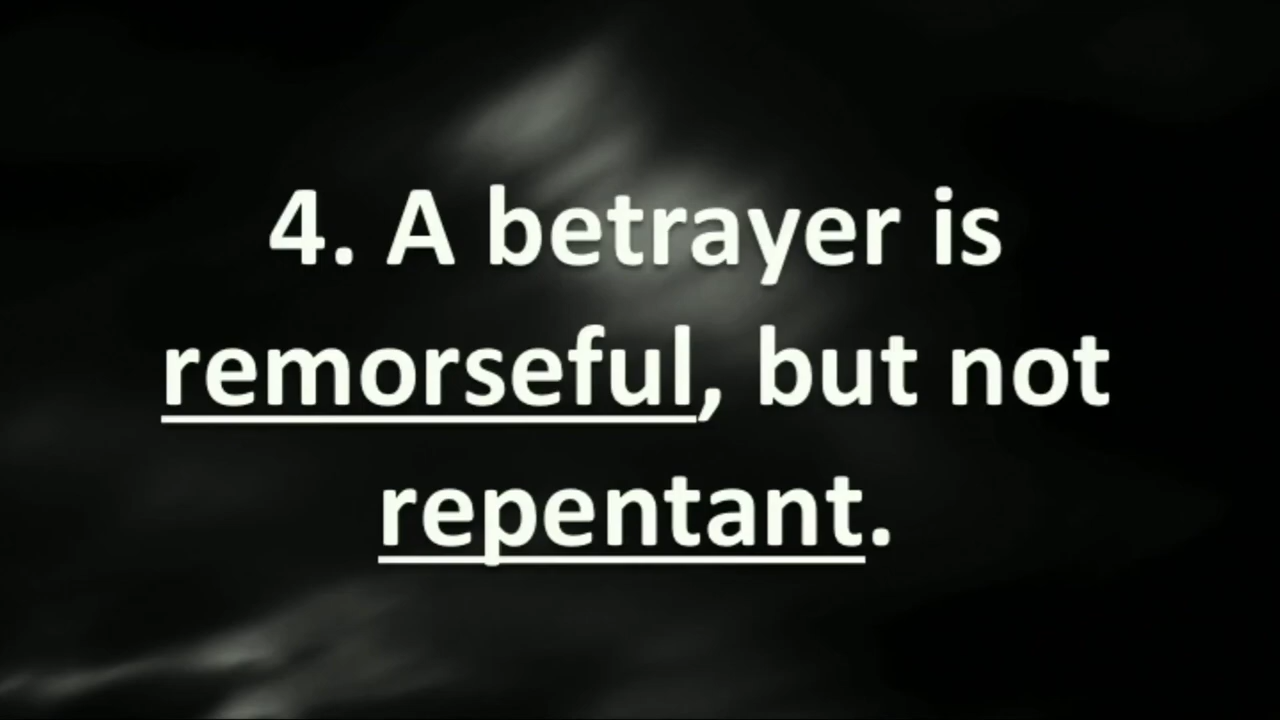 4. A betrayer is
remorseful, but not
repentant.